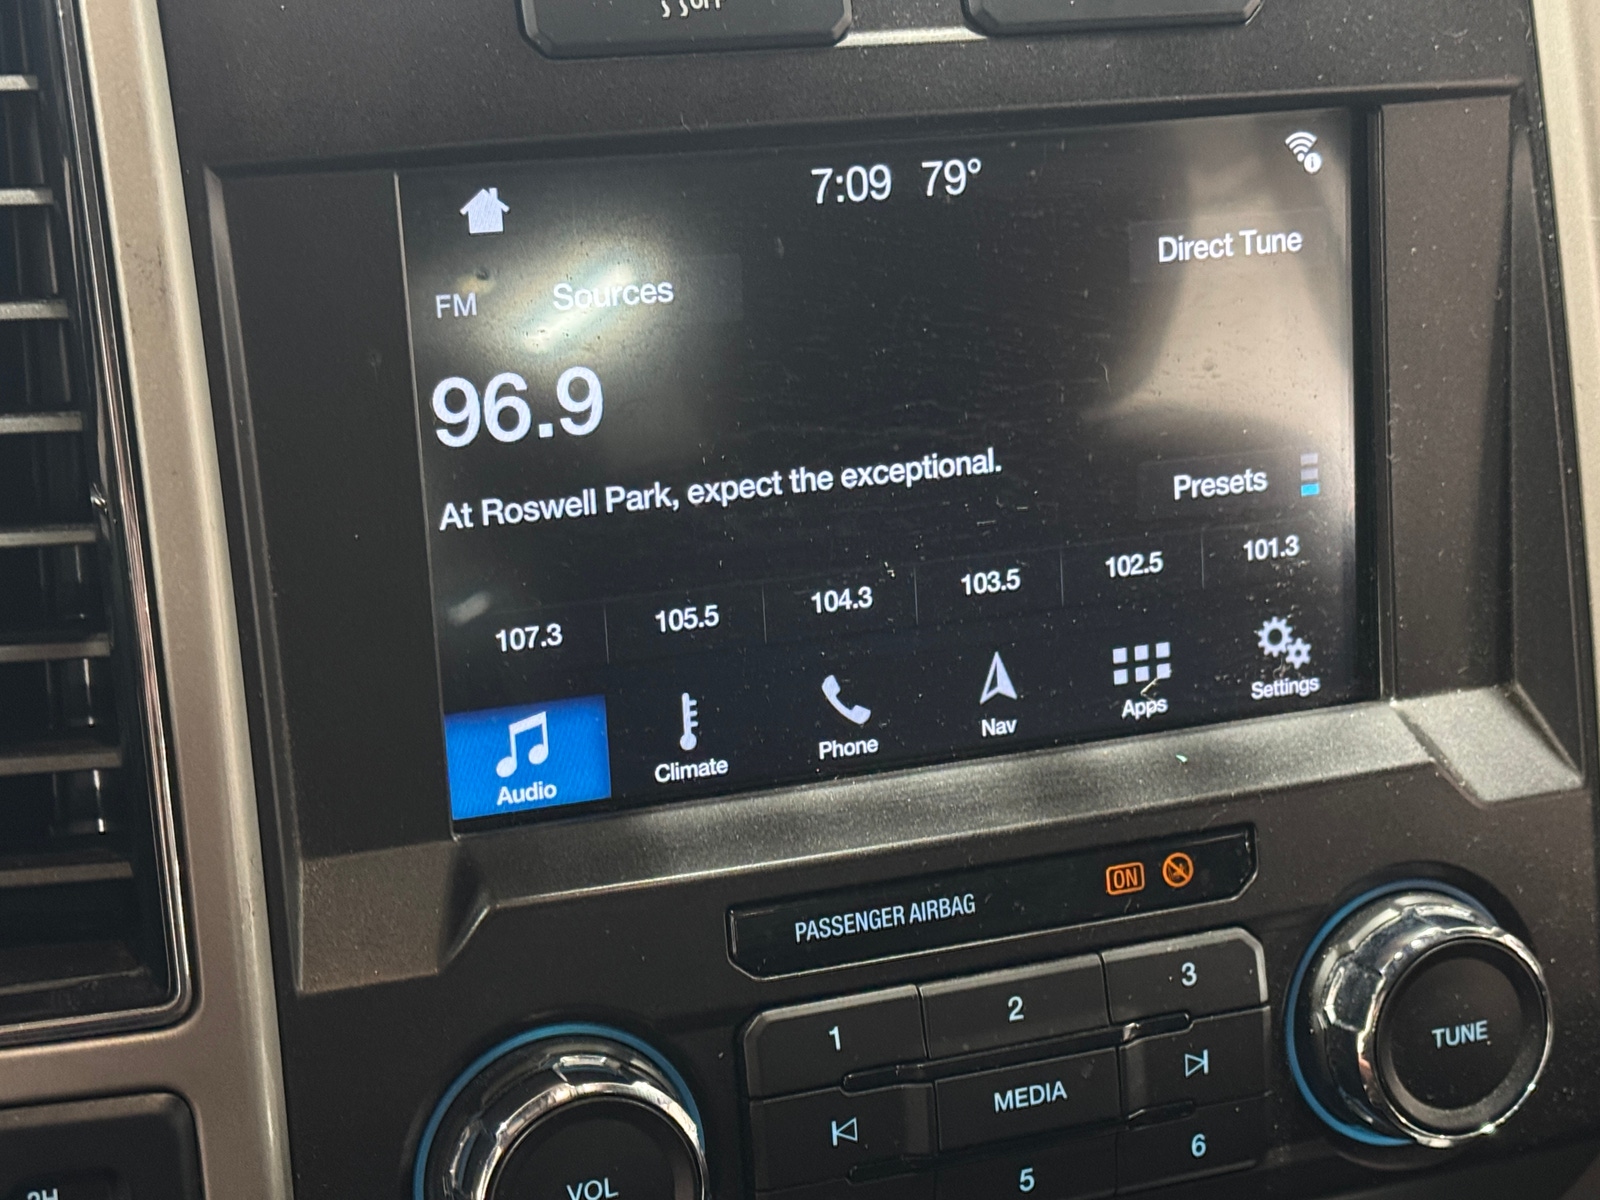 OFF
7:09 79°
Direct Tune
FM Sources
96.9
At Roswell Park, expect the exceptional.
Presets
107.3 105.5 104.3 103.5 102.5 101.3
Audio Climate Phone Nav Apps Settings
PASSENGER AIRBAG ON
1 2 3
MEDIA
TUNE
5 6
VOL
2H